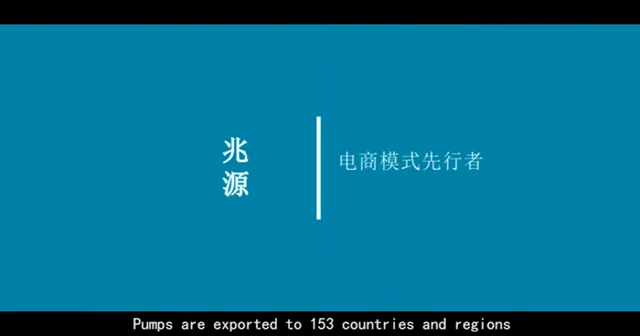 兆源
电商模式先行者
Pumps are exported to 153 countries and regions